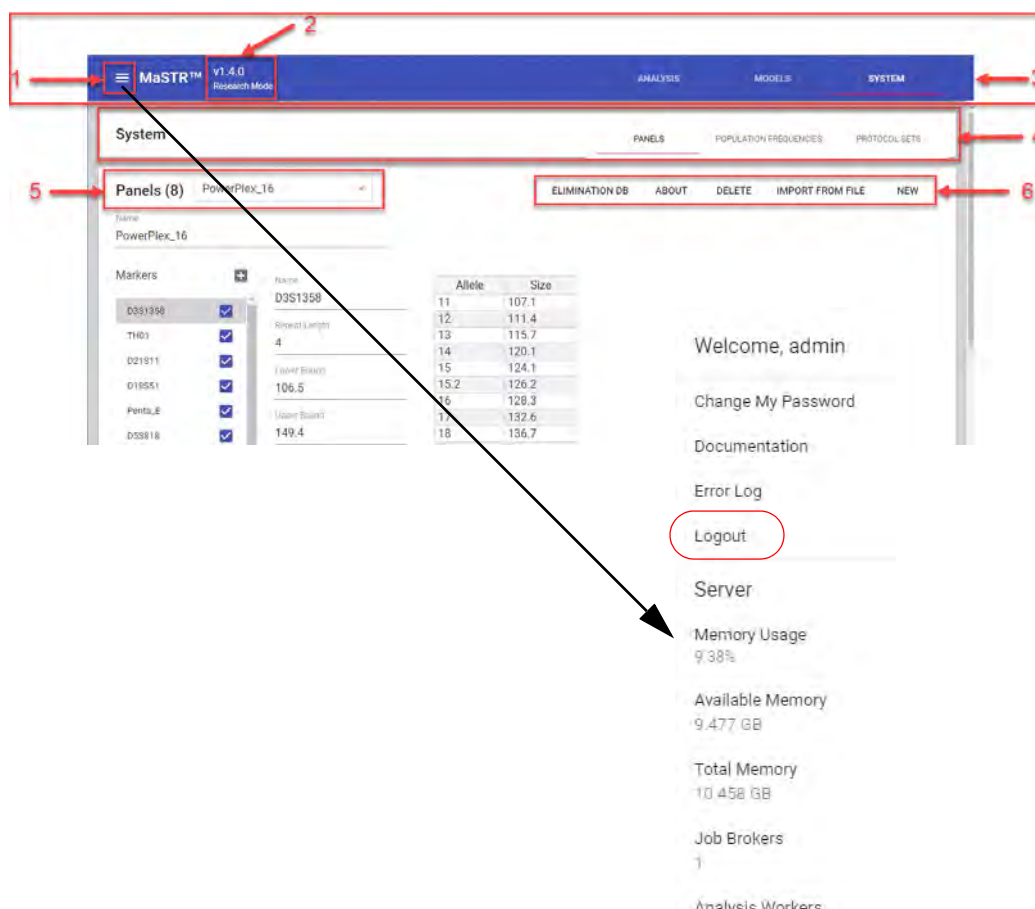 2
1
☰ MaSTR™ v1.4.0
Research Mode
ANALYSIS MODELS SYSTEM
3
System
PANELS POPULATION FREQUENCIES PROTOCOL SETS
4
5
Panels (8) PowerPlex_16
ELIMINATION DB ABOUT DELETE IMPORT FROM FILE NEW
6
Name
PowerPlex_16
Markers
D3S1358
TH01
D21S11
D18S51
Penta_E
D5S818
Name
D3S1358
Repeat Length
4
Lower Bound
106.5
Upper Bound
149.4
Allele Size
11 107.1
12 111.4
13 115.7
14 120.1
15 124.1
15.2 126.2
16 128.3
17 132.6
18 136.7
Welcome, admin
Change My Password
Documentation
Error Log
Logout
Server
Memory Usage
9.38%
Available Memory
9.477 GB
Total Memory
10.458 GB
Job Brokers
1
Analysis Workers